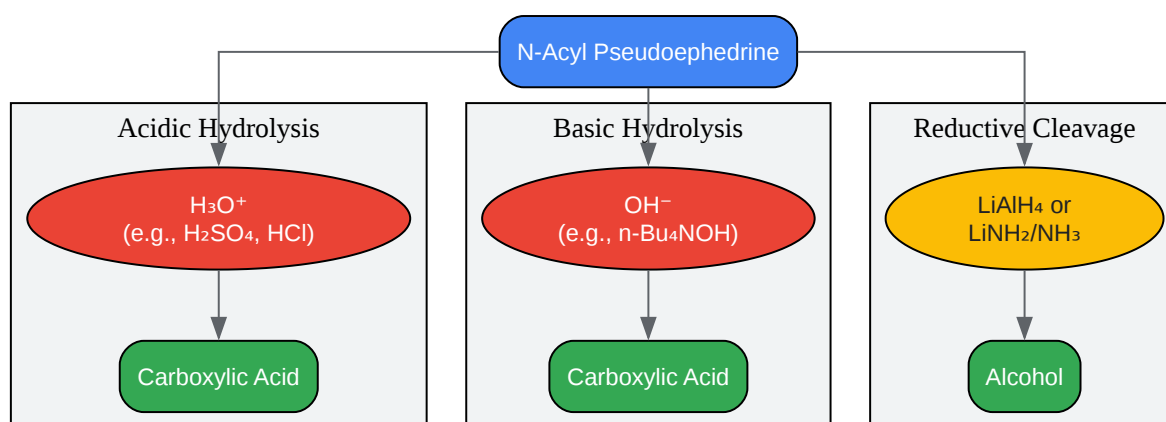 N-Acyl Pseudoephedrine
Acidic Hydrolysis
H₃O⁺
(e.g., H₂SO₄, HCl)
Carboxylic Acid
Basic Hydrolysis
OH⁻
(e.g., n-Bu₄NOH)
Carboxylic Acid
Reductive Cleavage
LiAlH₄ or
LiNH₂/NH₃
Alcohol